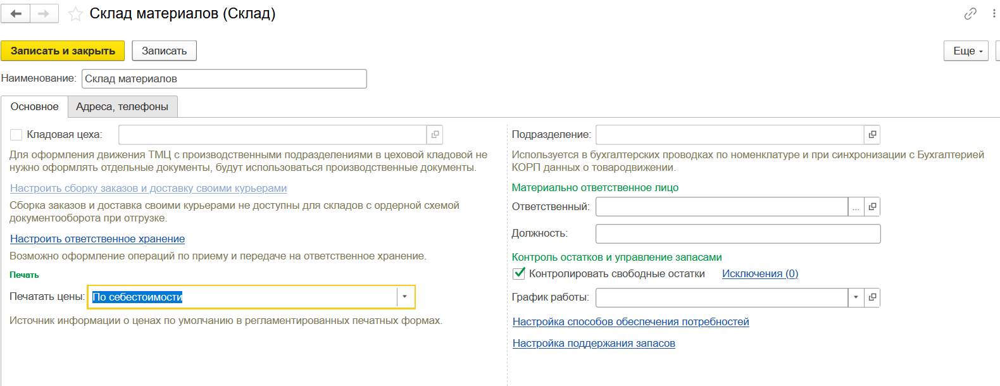 Склад материалов (Склад)
Записать и закрыть
Записать
Еще
Наименование:
Склад материалов
Основное
Адреса, телефоны
Кладовая цеха:
Для оформления движения ТМЦ с производственными подразделениями в цеховой кладовой не
нужно оформлять отдельные документы, будут использоваться производственные документы.
Настроить сборку заказов и доставку своими курьерами
Сборка заказов и доставка своими курьерами не доступны для складов с ордерной схемой
документооборота при отгрузке.
Настроить ответственное хранение
Возможно оформление операций по приему и передаче на ответственное хранение.
Печать
Печатать цены:
По себестоимости
Источник информации о ценах по умолчанию в регламентированных печатных формах.
Подразделение:
Используется в бухгалтерских проводках по номенклатуре и при синхронизации с Бухгалтерией
КОРП данных о товародвижении.
Материально ответственное лицо
Ответственный:
...
Должность:
Контроль остатков и управление запасами
Контролировать свободные остатки
Исключения (0)
График работы:
Настройка способов обеспечения потребностей
Настройка поддержания запасов